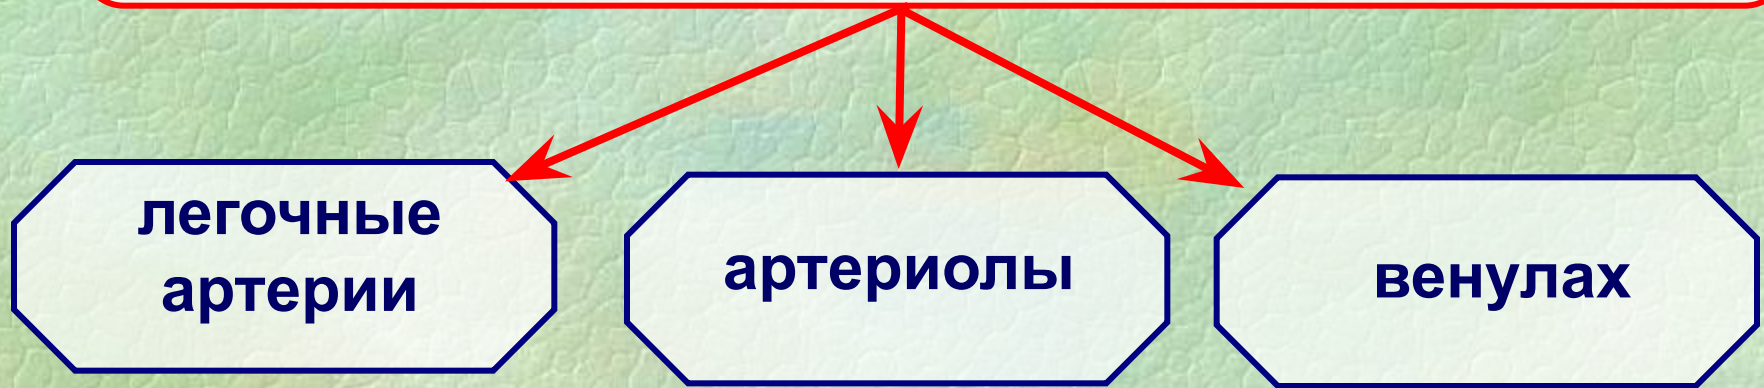 легочные
артерии
артериолы
венулах